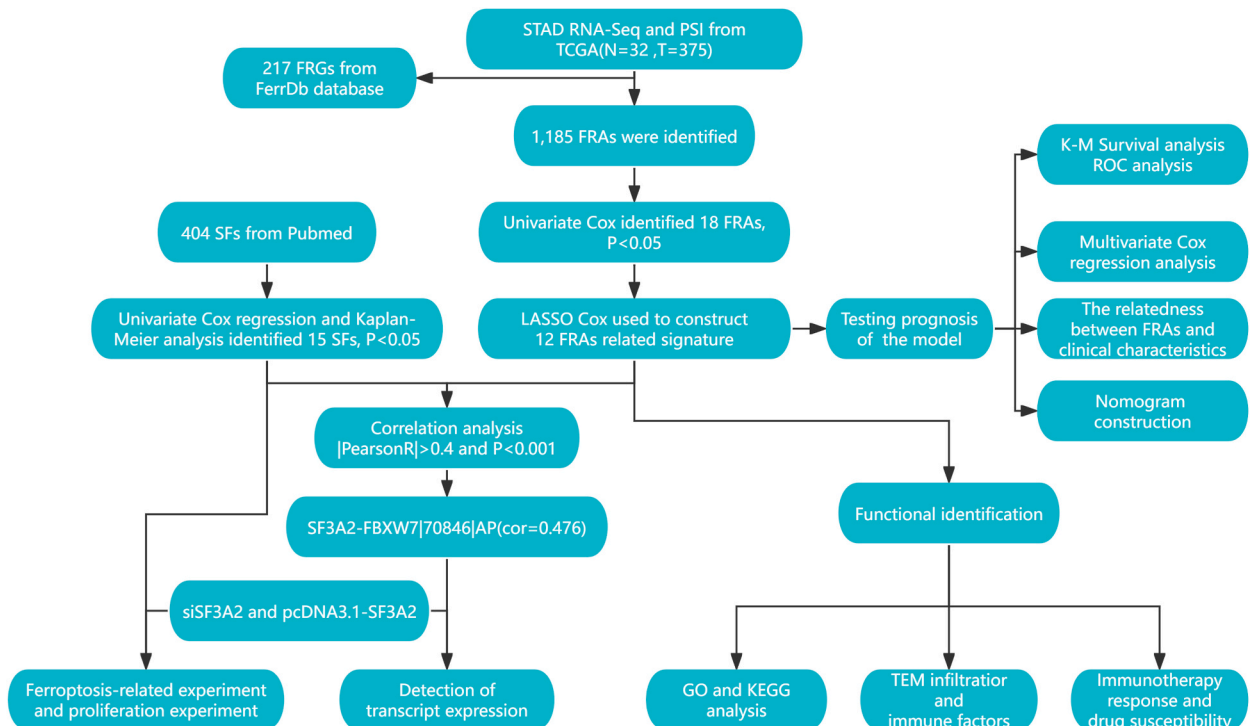 STAD RNA-Seq and PSI from
TCGA(N=32 ,T=375)
217 FRGs from
FerrDb database
1,185 FRAs were identified
K-M Survival analysis
ROC analysis
404 SFs from Pubmed
Univariate Cox identified 18 FRAs,
P<0.05
Multivariate Cox
regression analysis
Univariate Cox regression and Kaplan-
Meier analysis identified 15 SFs, P<0.05
LASSO Cox used to construct
12 FRAs related signature
Testing prognosis
of the model
The relatedness
between FRAs and
clinical characteristics
Nomogram
construction
Correlation analysis
|PearsonR|>0.4 and P<0.001
SF3A2-FBXW7|70846|AP(cor=0.476)
Functional identification
siSF3A2 and pcDNA3.1-SF3A2
Ferroptosis-related experiment
and proliferation experiment
Detection of
transcript expression
GO and KEGG
analysis
TEM infiltratior
and
immune factors
Immunotherapy
response and
drug susceptibility